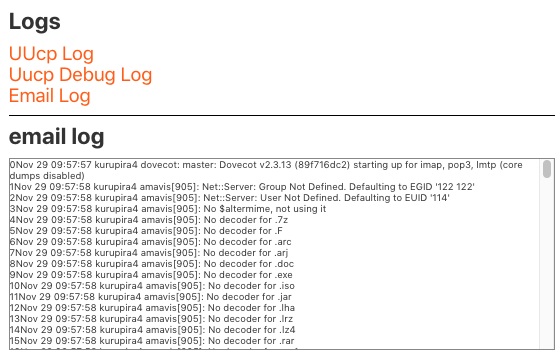 Logs
UUcp Log
Uucp Debug Log
Email Log
email log
0Nov 29 09:57:57 kurupira4 dovecot: master: Dovecot v2.3.13 (89f716dc2) starting up for imap, pop3, lmtp (core
dumps disabled)
1Nov 29 09:57:58 kurupira4 amavis[905]: Net::Server: Group Not Defined. Defaulting to EGID '122 122'
2Nov 29 09:57:58 kurupira4 amavis[905]: Net::Server: User Not Defined. Defaulting to EUID '114'
3Nov 29 09:57:58 kurupira4 amavis[905]: No $altermime, not using it
4Nov 29 09:57:58 kurupira4 amavis[905]: No decoder for .7z
5Nov 29 09:57:58 kurupira4 amavis[905]: No decoder for .F
6Nov 29 09:57:58 kurupira4 amavis[905]: No decoder for .arc
7Nov 29 09:57:58 kurupira4 amavis[905]: No decoder for .arj
8Nov 29 09:57:58 kurupira4 amavis[905]: No decoder for .doc
9Nov 29 09:57:58 kurupira4 amavis[905]: No decoder for .exe
10Nov 29 09:57:58 kurupira4 amavis[905]: No decoder for .iso
11Nov 29 09:57:58 kurupira4 amavis[905]: No decoder for .jar
12Nov 29 09:57:58 kurupira4 amavis[905]: No decoder for .lha
13Nov 29 09:57:58 kurupira4 amavis[905]: No decoder for .lrz
14Nov 29 09:57:58 kurupira4 amavis[905]: No decoder for .lz4
15Nov 29 09:57:58 kurupira4 amavis[905]: No decoder for .rar